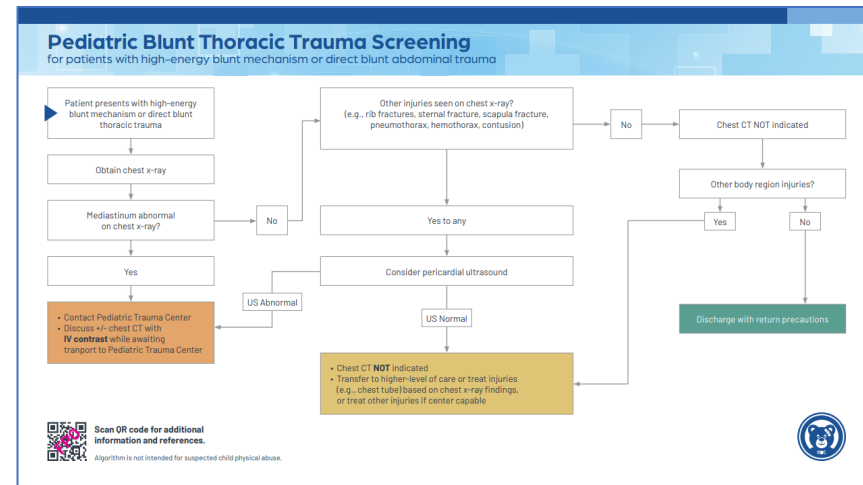 Pediatric Blunt Thoracic Trauma Screening
for patients with high-energy blunt mechanism or direct blunt abdominal trauma
Patient presents with high-energy
blunt mechanism or direct blunt
thoracic trauma
Obtain chest x-ray
Mediastinum abnormal
on chest x-ray?
No
Yes
• Contact Pediatric Trauma Center
• Discuss +/- chest CT with
IV contrast while awaiting
tranport to Pediatric Trauma Center
Other injuries seen on chest x-ray?
(e.g., rib fractures, sternal fracture, scapula fracture,
pneumothorax, hemothorax, contusion)
Yes to any
Consider pericardial ultrasound
US Abnormal
US Normal
• Chest CT NOT indicated
• Transfer to higher-level of care or treat injuries
(e.g., chest tube) based on chest x-ray findings,
or treat other injuries if center capable
No
Chest CT NOT indicated
Other body region injuries?
Yes
No
Discharge with return precautions
Scan QR code for additional
information and references.
Algorithm is not intended for suspected child physical abuse.